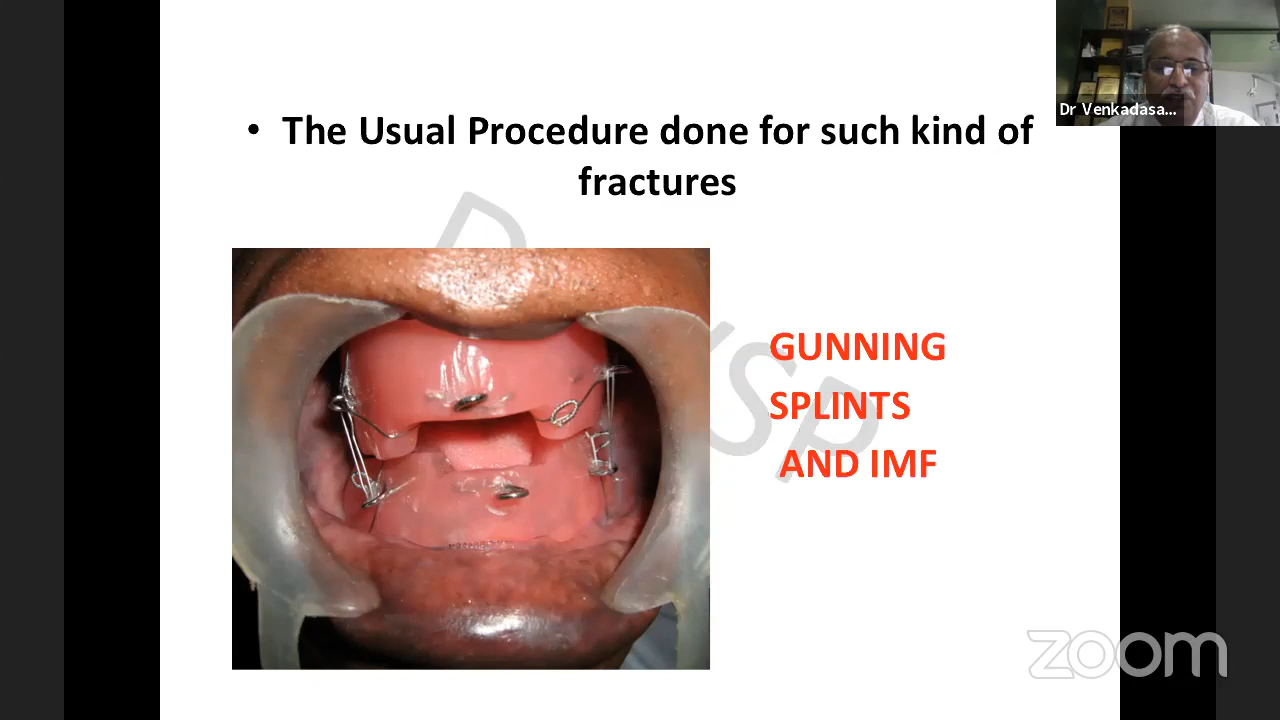 • The Usual Procedure done for such kind of
fractures
GUNNING
SPLINTS
AND IMF
Dr Venkadasa...
zoom